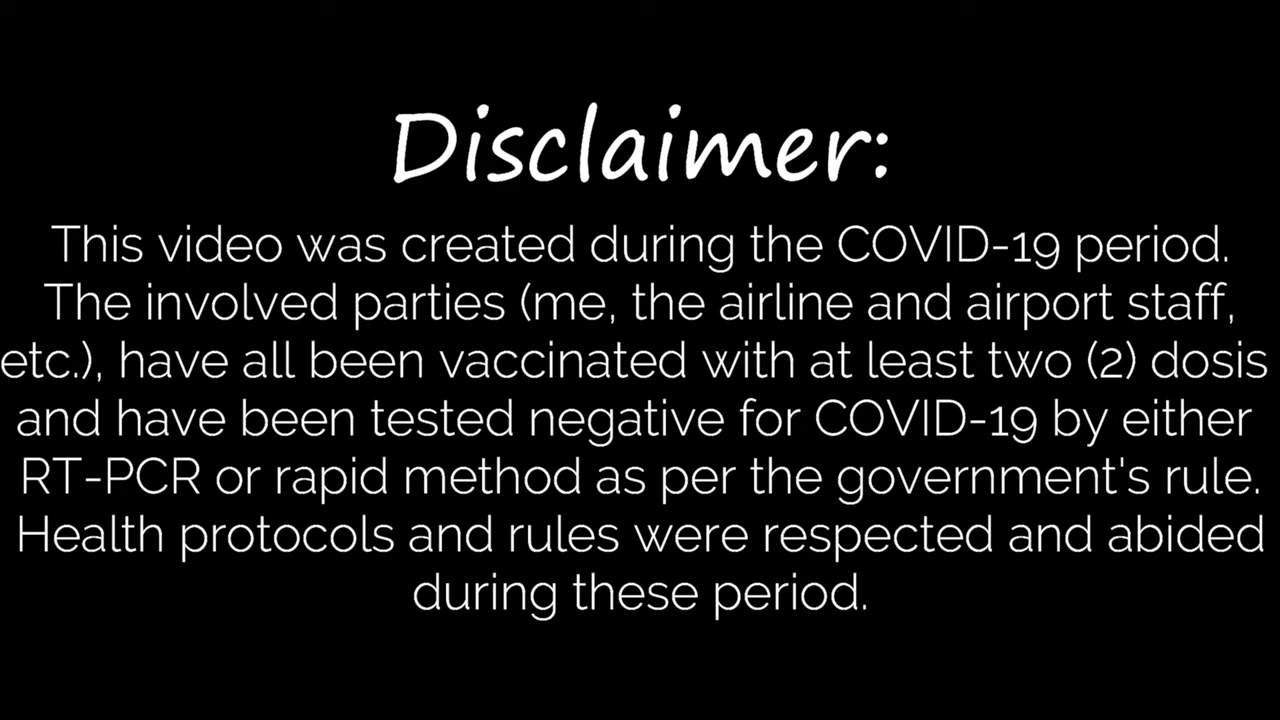 Disclaimer:
This video was created during the COVID-19 period.
The involved parties (me, the airline and airport staff,
etc.), have all been vaccinated with at least two (2) dosis
and have been tested negative for COVID-19 by either
RT-PCR or rapid method as per the government's rule.
Health protocols and rules were respected and abided
during these period.